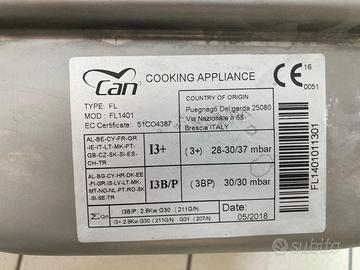 Can
COOKING APPLIANCE
CE
16
0051
TYPE: FL
MOD: FL1401
EC Certificate: 51CO4387
COUNTRY OF ORIGIN
Puegnago Del garda 25080
Via Nazionale n 65
Brescia ITALY
AL-BE-CY-FR-GR
-IE-IT-LT-MK-PT-
GB-CZ-SK-SI-ES-
CH-TR
I3+
(3+) 28-30/37 mbar
AL-BG-CY-HR-DK-EE
-FI-GR-IS-LV-LT-MK-
MT-NO-NL-PT-RO-SK
SI-SE-TR
I3B/P
(3BP) 30/30 mbar
ΣQn
I3B/P: 2.9Kw G30 (211G/h)
I3+ 2.9Kw G30 (211G/h) G31 (207/h)
Date:
05/2018
FL1401011301
subito